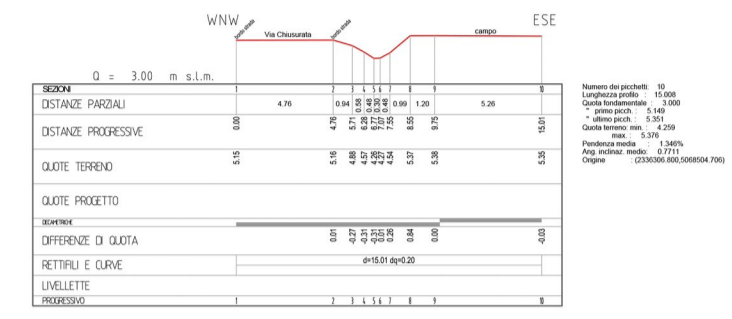 WNW
ESE
bordo strada
Via Chiusurata
bordo strada
campo
Q = 3.00 m s.l.m.
SEZIONI 1 2 3 4 5 6 7 8 9 10
DISTANZE PARZIALI 4.76 0.94 0.58 0.48 0.30 0.48 0.99 1.20 5.26
DISTANZE PROGRESSIVE 0.00 4.76 5.71 6.28 6.77 7.07 7.55 8.55 9.75 15.01
QUOTE TERRENO 5.15 5.16 4.88 4.57 4.26 4.27 4.54 5.37 5.38 5.35
QUOTE PROGETTO
DECAMETRICHE
DIFFERENZE DI QUOTA 0.01 -0.27 -0.31 -0.31 0.01 0.26 0.84 0.00 -0.03
RETTIFILI E CURVE d=15.01 dq=0.20
LIVELLETTE
PROGRESSIVO 1 2 3 4 5 6 7 8 9 10
Numero dei picchetti: 10
Lunghezza profilo : 15.008
Quota fondamentale : 3.000
" primo picch. : 5.149
" ultimo picch. : 5.351
Quota terreno: min. : 4.259
max. : 5.376
Pendenza media : 1.346%
Ang. inclinaz. medio: 0.7711
Origine : (2336306.800,5068504.706)